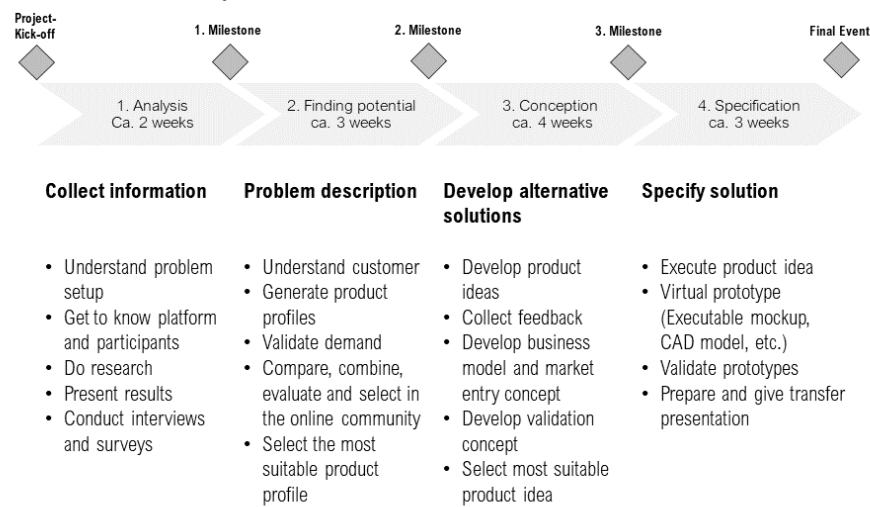 Project-
Kick-off
1. Milestone
2. Milestone
3. Milestone
Final Event
1. Analysis
Ca. 2 weeks
2. Finding potential
ca. 3 weeks
3. Conception
ca. 4 weeks
4. Specification
ca. 3 weeks
Collect information
• Understand problem
setup
• Get to know platform
and participants
• Do research
• Present results
• Conduct interviews
and surveys
Problem description
• Understand customer
• Generate product
profiles
• Validate demand
• Compare, combine,
evaluate and select in
the online community
• Select the most
suitable product
profile
Develop alternative
solutions
• Develop product
ideas
• Collect feedback
• Develop business
model and market
entry concept
• Develop validation
concept
• Select most suitable
product idea
Specify solution
• Execute product idea
• Virtual prototype
(Executable mockup,
CAD model, etc.)
• Validate prototypes
• Prepare and give transfer
presentation